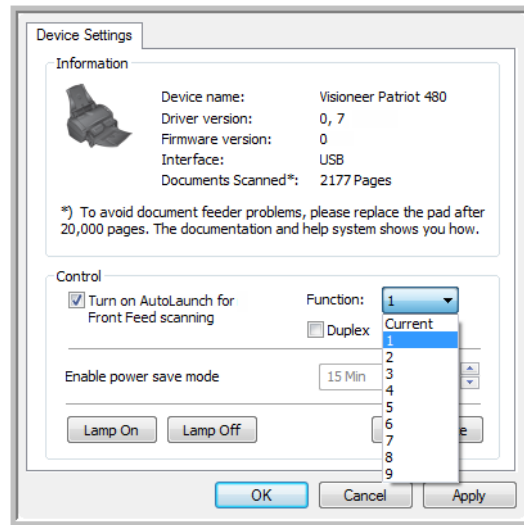 Device Settings
Information
Device name: Visioneer Patriot 480
Driver version: 0, 7
Firmware version: 0
Interface: USB
Documents Scanned*: 2177 Pages
*) To avoid document feeder problems, please replace the pad after
20,000 pages. The documentation and help system shows you how.
Control
Turn on AutoLaunch for
Front Feed scanning
Function: 1
Duplex
Current
1
2
3
4
5
6
7
8
9
Enable power save mode 15 Min
Lamp On Lamp Off
OK Cancel Apply